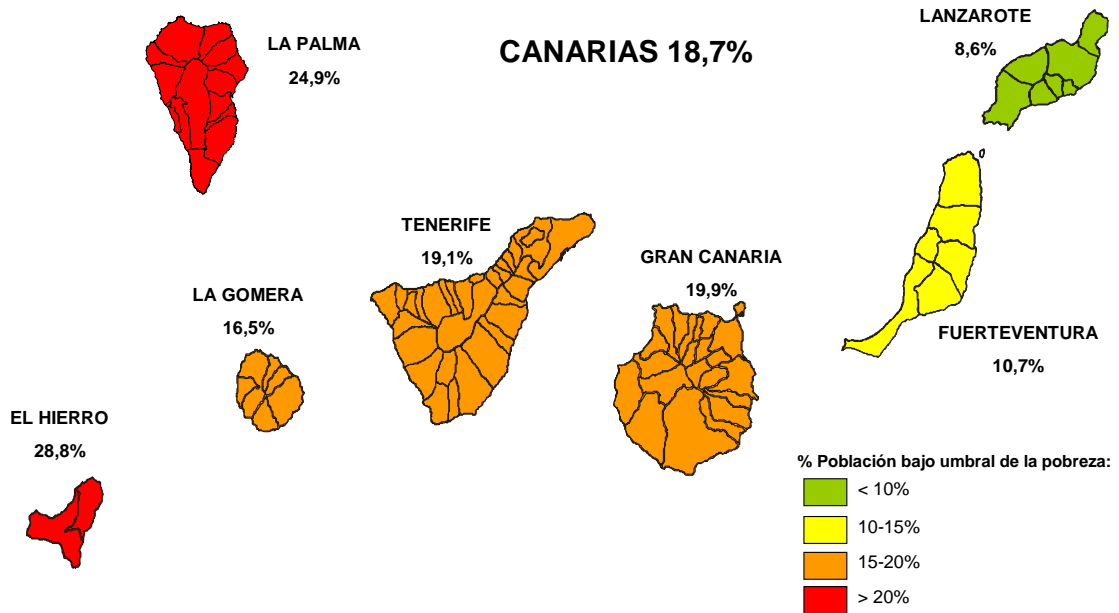 LA PALMA
24,9%
CANARIAS 18,7%
LANZAROTE
8,6%
TENERIFE
19,1%
GRAN CANARIA
19,9%
LA GOMERA
16,5%
FUERTEVENTURA
10,7%
EL HIERRO
28,8%
% Población bajo umbral de la pobreza:
< 10%
10-15%
15-20%
> 20%